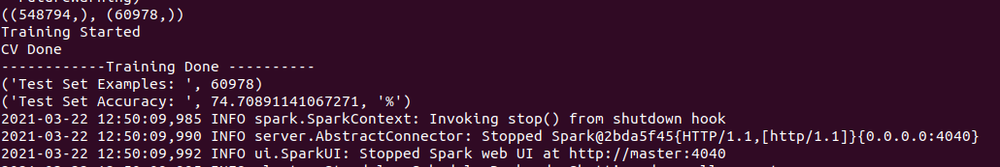 ((548794,), (60978,))
Training Started
CV Done
------------Training Done ----------
('Test Set Examples: ', 60978)
('Test Set Accuracy: ', 74.70891141067271, '%')
2021-03-22 12:50:09,985 INFO spark.SparkContext: Invoking stop() from shutdown hook
2021-03-22 12:50:09,990 INFO server.AbstractConnector: Stopped Spark@2bda5f45{HTTP/1.1,[http/1.1]}{0.0.0.0:4040}
2021-03-22 12:50:09,992 INFO ui.SparkUI: Stopped Spark web UI at http://master:4040